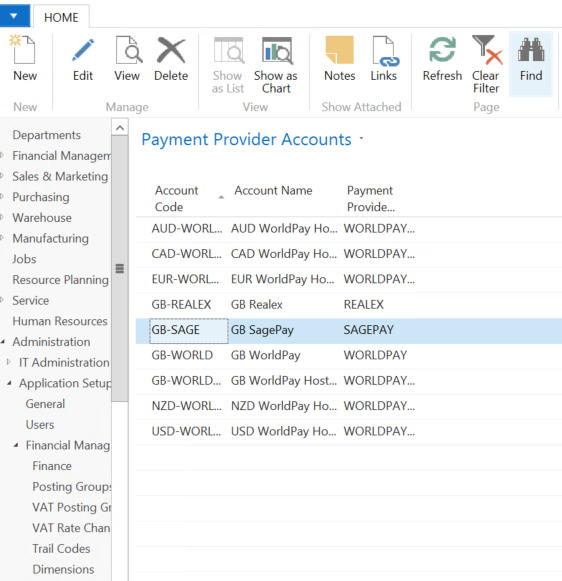 HOME
New
Edit
View
Delete
Show
as List
Show as
Chart
Notes
Links
Refresh
Clear
Filter
Find
New
Manage
View
Show Attached
Page
Departments
Financial Managem
Sales & Marketing
Purchasing
Warehouse
Manufacturing
Jobs
Resource Planning
Service
Human Resources
Administration
IT Administration
Application Setup
General
Users
Financial Manag
Finance
Posting Groups
VAT Posting Gr
VAT Rate Chan
Trail Codes
Dimensions
Payment Provider Accounts
Account
Code
Account Name
Payment
Provide...
AUD-WORL... AUD WorldPay Ho... WORLDPAY...
CAD-WORL... CAD WorldPay Ho... WORLDPAY...
EUR-WORL... EUR WorldPay Ho... WORLDPAY...
GB-REALEX GB Realex REALEX
GB-SAGE GB SagePay SAGEPAY
GB-WORLD GB WorldPay WORLDPAY
GB-WORLD... GB WorldPay Host... WORLDPAY...
NZD-WORL... NZD WorldPay Ho... WORLDPAY...
USD-WORL... USD WorldPay Ho... WORLDPAY...